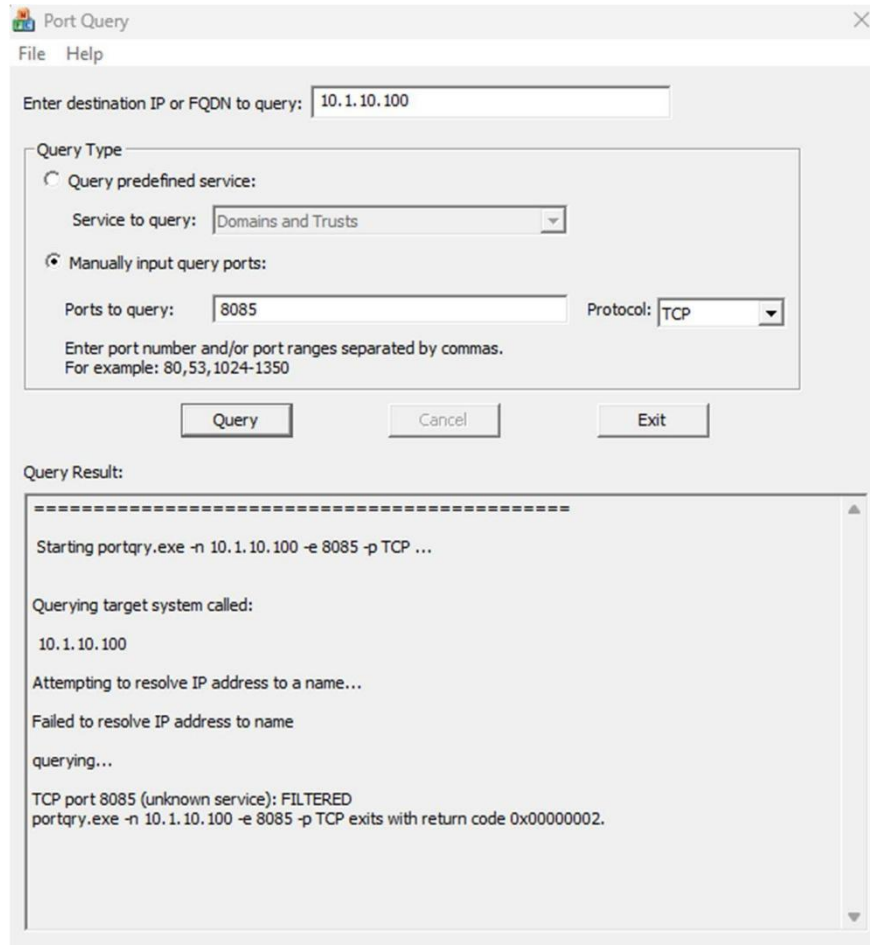 Port Query
File Help
Enter destination IP or FQDN to query: 10.1.10.100
Query Type
Query predefined service:
Service to query: Domains and Trusts
Manually input query ports:
Ports to query: 8085 Protocol: TCP
Enter port number and/or port ranges separated by commas.
For example: 80,53,1024-1350
Query Cancel Exit
Query Result:
=============================================
Starting portqry.exe -n 10.1.10.100 -e 8085 -p TCP ...
Querying target system called:
10.1.10.100
Attempting to resolve IP address to a name...
Failed to resolve IP address to name
querying...
TCP port 8085 (unknown service): FILTERED
portqry.exe -n 10.1.10.100 -e 8085 -p TCP exits with return code 0x00000002.